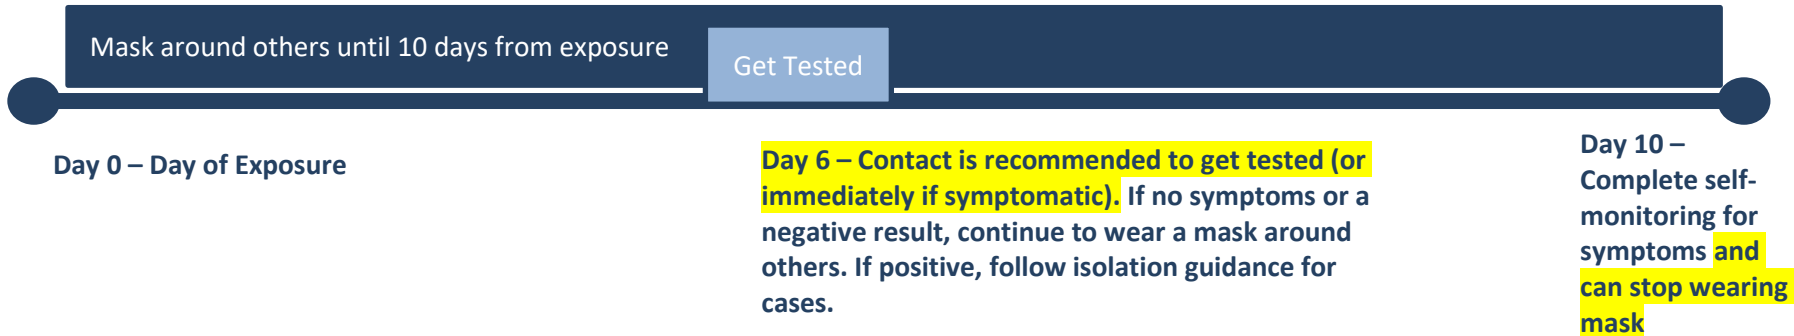 Mask around others until 10 days from exposure
Get Tested
Day 0 – Day of Exposure
Day 6 – Contact is recommended to get tested (or
immediately if symptomatic). If no symptoms or a
negative result, continue to wear a mask around
others. If positive, follow isolation guidance for
cases.
Day 10 –
Complete self-
monitoring for
symptoms and
can stop wearing
mask